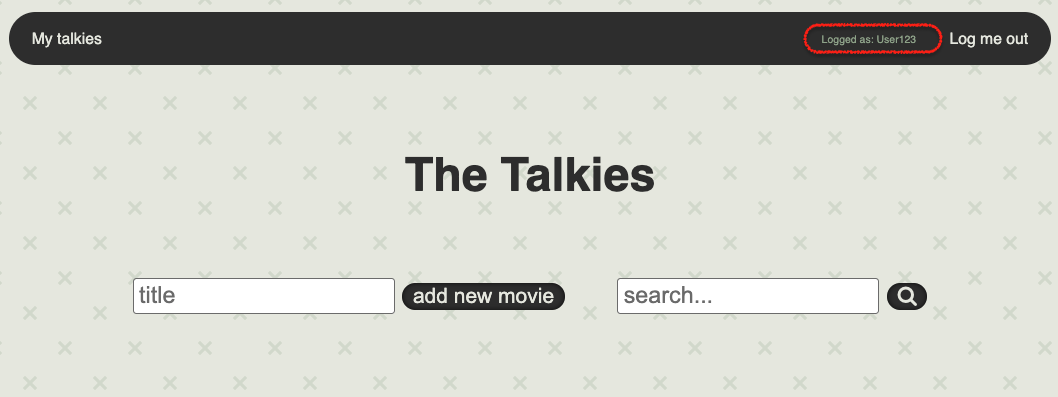 My talkies
Logged as: User123
Log me out
The Talkies
title
add new movie
search...